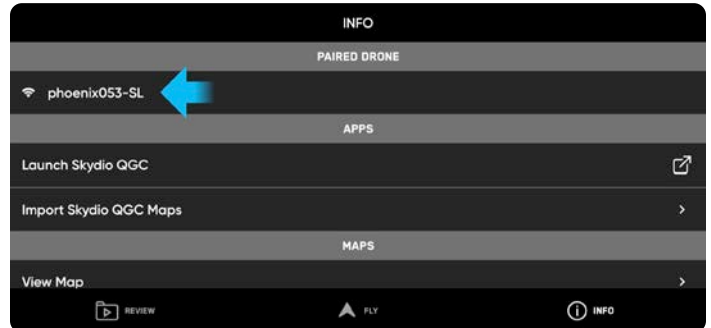 INFO
PAIRED DRONE
phoenix053-SL
APPS
Launch Skydio QGC
Import Skydio QGC Maps
MAPS
View Map
REVIEW FLY INFO